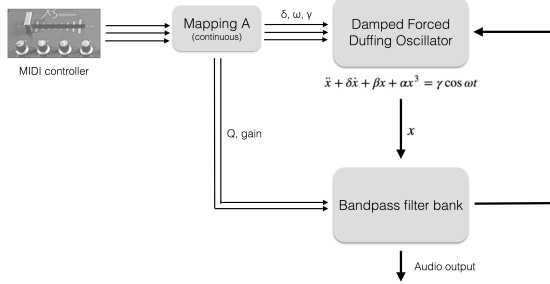 MIDI controller
Mapping A
(continuous)
δ, ω, γ
Damped Forced
Duffing Oscillator
ẍ + δẋ + βx + αx³ = γ cos ωt
x
Q, gain
Bandpass filter bank
Audio output